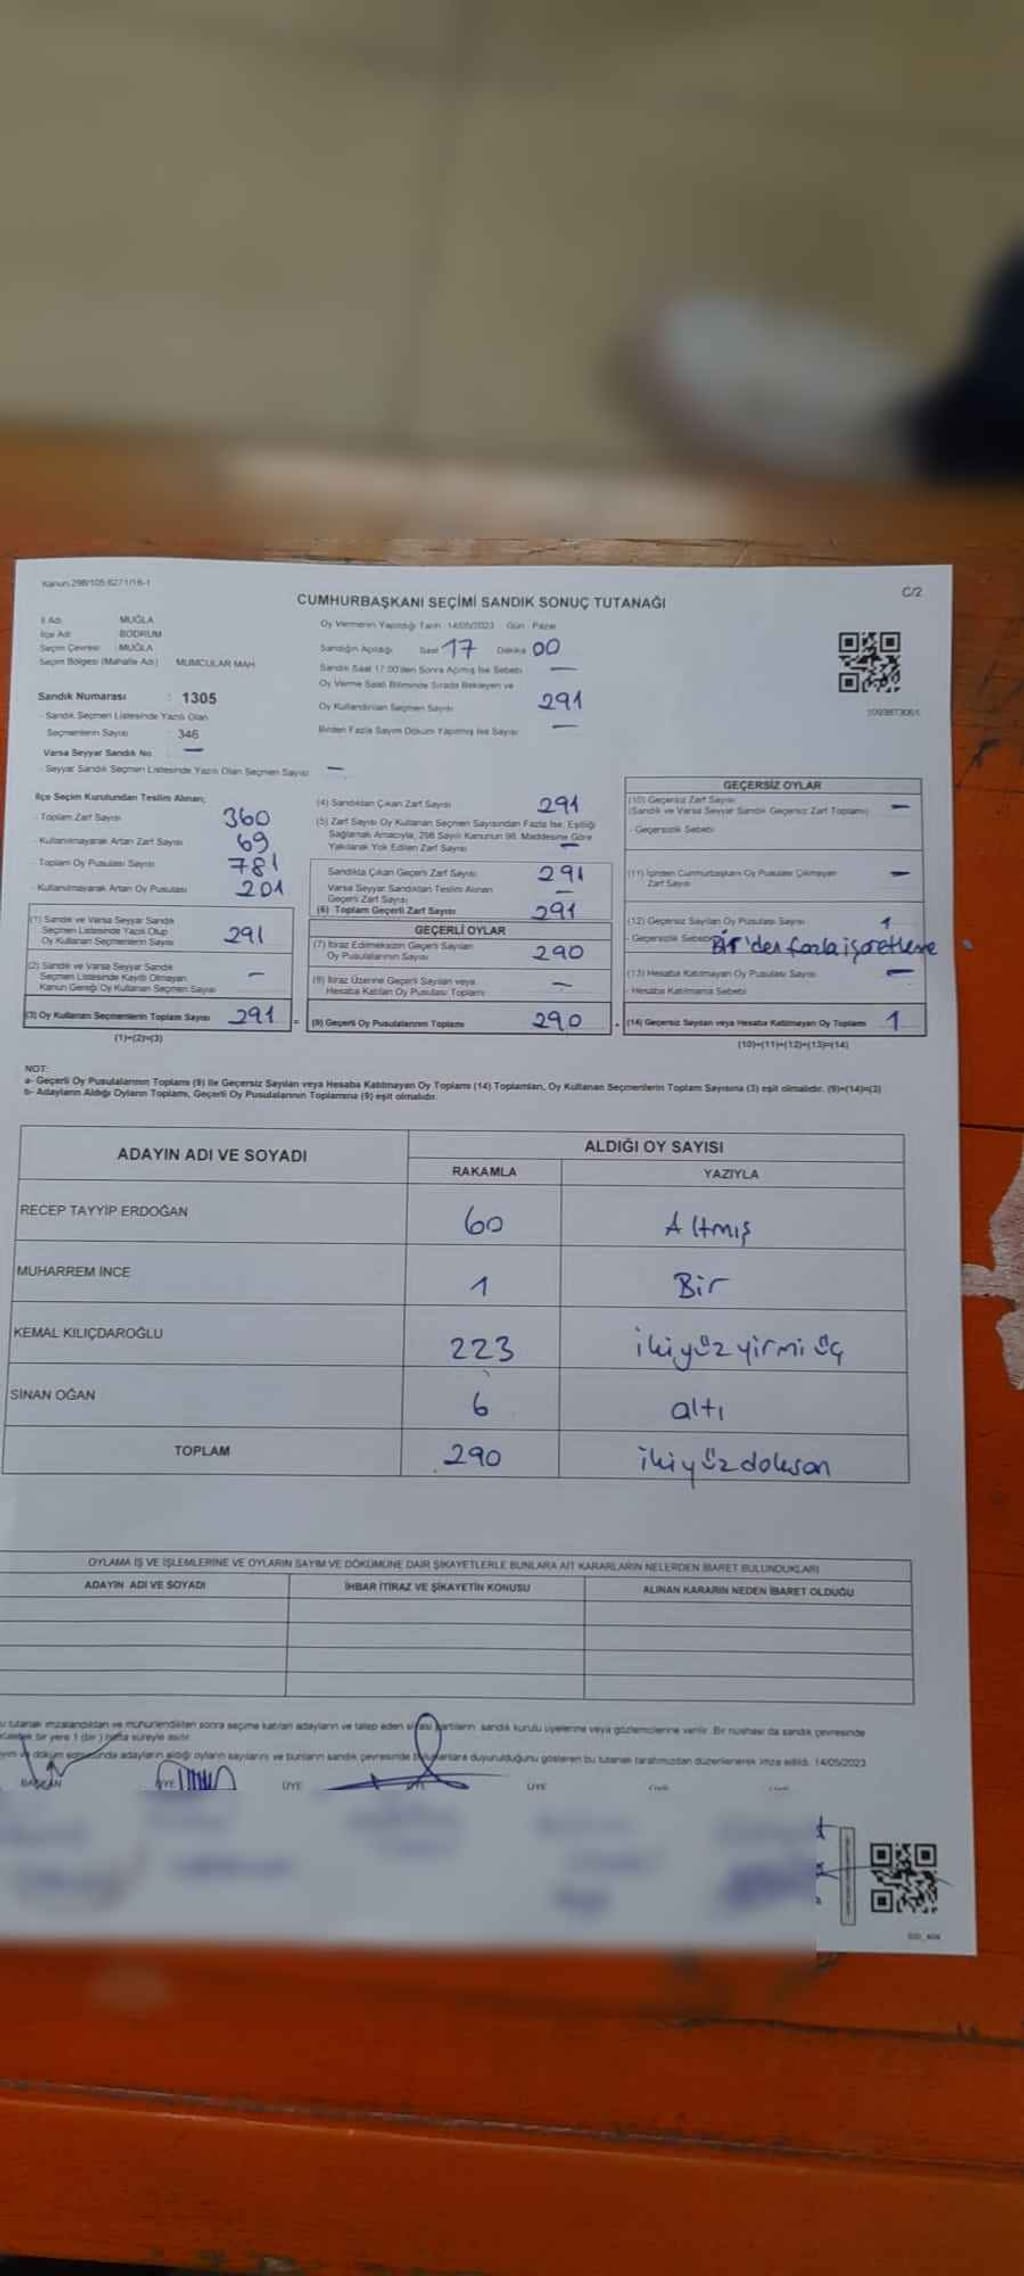 Kanun 298/105 6271/16-1
C/2
CUMHURBAŞKANI SEÇİMİ SANDIK SONUÇ TUTANAĞI
İl Adı : MUĞLA
İlçe Adı : BODRUM
Seçim Çevresi : MUĞLA
Seçim Bölgesi (Mahalle Adı) MUMCULAR MAH
Sandık Numarası : 1305
- Sandık Seçmen Listesinde Yazılı Olan
Seçmenlerin Sayısı : 346
Varsa Seyyar Sandık No —
- Seyyar Sandık Seçmen Listesinde Yazılı Olan Seçmen Sayısı —
Oy Vermenin Yapıldığı Tarih 14/05/2023 Gün : Pazar
Sandığın Açıldığı Saat 17 Dakika 00
Sandık Saat 17.00'den Sonra Açılmış İse Sebebi —
Oy Verme Saati Bitiminde Sırada Bekleyen ve
Oy Kullandırılan Seçmen Sayısı 291
Birden Fazla Sayım Döküm Yapılmış İse Sayısı —
İlçe Seçim Kurulundan Teslim Alınan;
- Toplam Zarf Sayısı 360
- Kullanılmayarak Artan Zarf Sayısı 69
- Toplam Oy Pusulası Sayısı 781
- Kullanılmayarak Artan Oy Pusulası 201
(1) Sandık ve Varsa Seyyar Sandık
Seçmen Listesinde Yazılı Olup
Oy Kullanan Seçmenlerin Sayısı 291
(2) Sandık ve Varsa Seyyar Sandık
Seçmen Listesinde Kayıtlı Olmayan
Kanun Gereği Oy Kullanan Seçmen Sayısı —
(3) Oy Kullanan Seçmenlerin Toplam Sayısı 291 =
(1)+(2)=(3)
(4) Sandıktan Çıkan Zarf Sayısı 291
(5) Zarf Sayısı Oy Kullanan Seçmen Sayısından Fazla İse; Eşitliği
Sağlamak Amacıyla, 298 Sayılı Kanunun 98. Maddesine Göre
Yakılarak Yok Edilen Zarf Sayısı —
Sandıkta Çıkan Geçerli Zarf Sayısı 291
Varsa Seyyar Sandıktan Teslim Alınan
Geçerli Zarf Sayısı —
(6) Toplam Geçerli Zarf Sayısı 291
GEÇERLİ OYLAR
(7) İtiraz Edilmeksizin Geçerli Sayılan
Oy Pusulalarının Sayısı 290
(8) İtiraz Üzerine Geçerli Sayılan veya
Hesaba Katılan Oy Pusulası Toplamı —
(9) Geçerli Oy Pusulalarının Toplamı 290
GEÇERSİZ OYLAR
(10) Geçersiz Zarf Sayısı
(Sandık ve Varsa Seyyar Sandık Geçersiz Zarf Toplamı) —
- Geçersizlik Sebebi
(11) İçinden Cumhurbaşkanı Oy Pusulası Çıkmayan
Zarf Sayısı —
(12) Geçersiz Sayılan Oy Pusulası Sayısı 1
- Geçersizlik Sebebi Bir'den fazla işaretleme
(13) Hesaba Katılmayan Oy Pusulası Sayısı —
- Hesaba Katılmama Sebebi
(14) Geçersiz Sayılan veya Hesaba Katılmayan Oy Toplamı 1
(10)+(11)+(12)+(13)=(14)
NOT:
a- Geçerli Oy Pusulalarının Toplamı (9) ile Geçersiz Sayılan veya Hesaba Katılmayan Oy Toplamı (14) Toplamları, Oy Kullanan Seçmenlerin Toplam Sayısına (3) eşit olmalıdır. (9)+(14)=(3)
b- Adayların Aldığı Oyların Toplamı, Geçerli Oy Pusulalarının Toplamına (9) eşit olmalıdır.
ADAYIN ADI VE SOYADI
ALDIĞI OY SAYISI
RAKAMLA YAZIYLA
RECEP TAYYİP ERDOĞAN 60 Altmış
MUHARREM İNCE 1 Bir
KEMAL KILIÇDAROĞLU 223 ikiyüz yirmi üç
SİNAN OĞAN 6 altı
TOPLAM 290 ikiyüz doksan
OYLAMA İŞ VE İŞLEMLERİNE VE OYLARIN SAYIM VE DÖKÜMÜNE DAİR ŞİKAYETLERLE BUNLARA AİT KARARLARIN NELERDEN İBARET BULUNDUKLARI
ADAYIN ADI VE SOYADI İHBAR İTİRAZ VE ŞİKAYETİN KONUSU ALINAN KARARIN NEDEN İBARET OLDUĞU
tutanak imzalandıktan ve mühürlendikten sonra seçime katılan adayların ve talep eden siyasi partilerin sandık kurulu üyelerine veya gözlemcilerine verilir. Bir nüshası da sandık çevresinde
bir yere 1 (bir) hafta süreyle asılır.
ve döküm sonucunda adayların aldığı oyların sayılarını ve bunların sandık çevresinde bulunanlara duyurulduğunu gösteren bu tutanak tarafımızdan düzenlenerek imza edildi. 14/05/2023
BAŞKAN ÜYE ÜYE ÜYE ÜYE